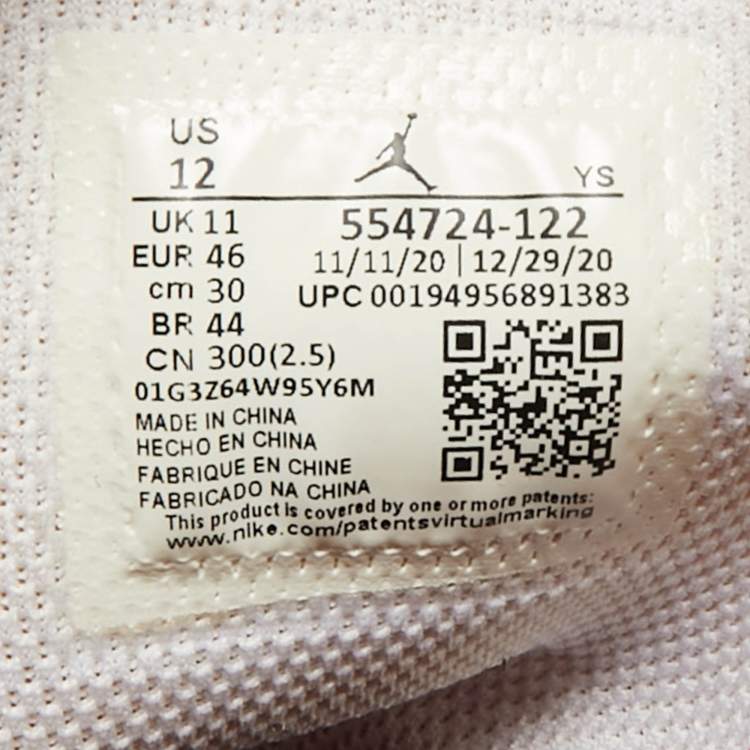 US
12
YS
UK 11
EUR 46
cm 30
BR 44
CN 300(2.5)
554724-122
11/11/20 | 12/29/20
UPC 00194956891383
01G3Z64W95Y6M
MADE IN CHINA
HECHO EN CHINA
FABRIQUE EN CHINE
FABRICADO NA CHINA
This product is covered by one or more patents:
www.nike.com/patentsvirtualmarking